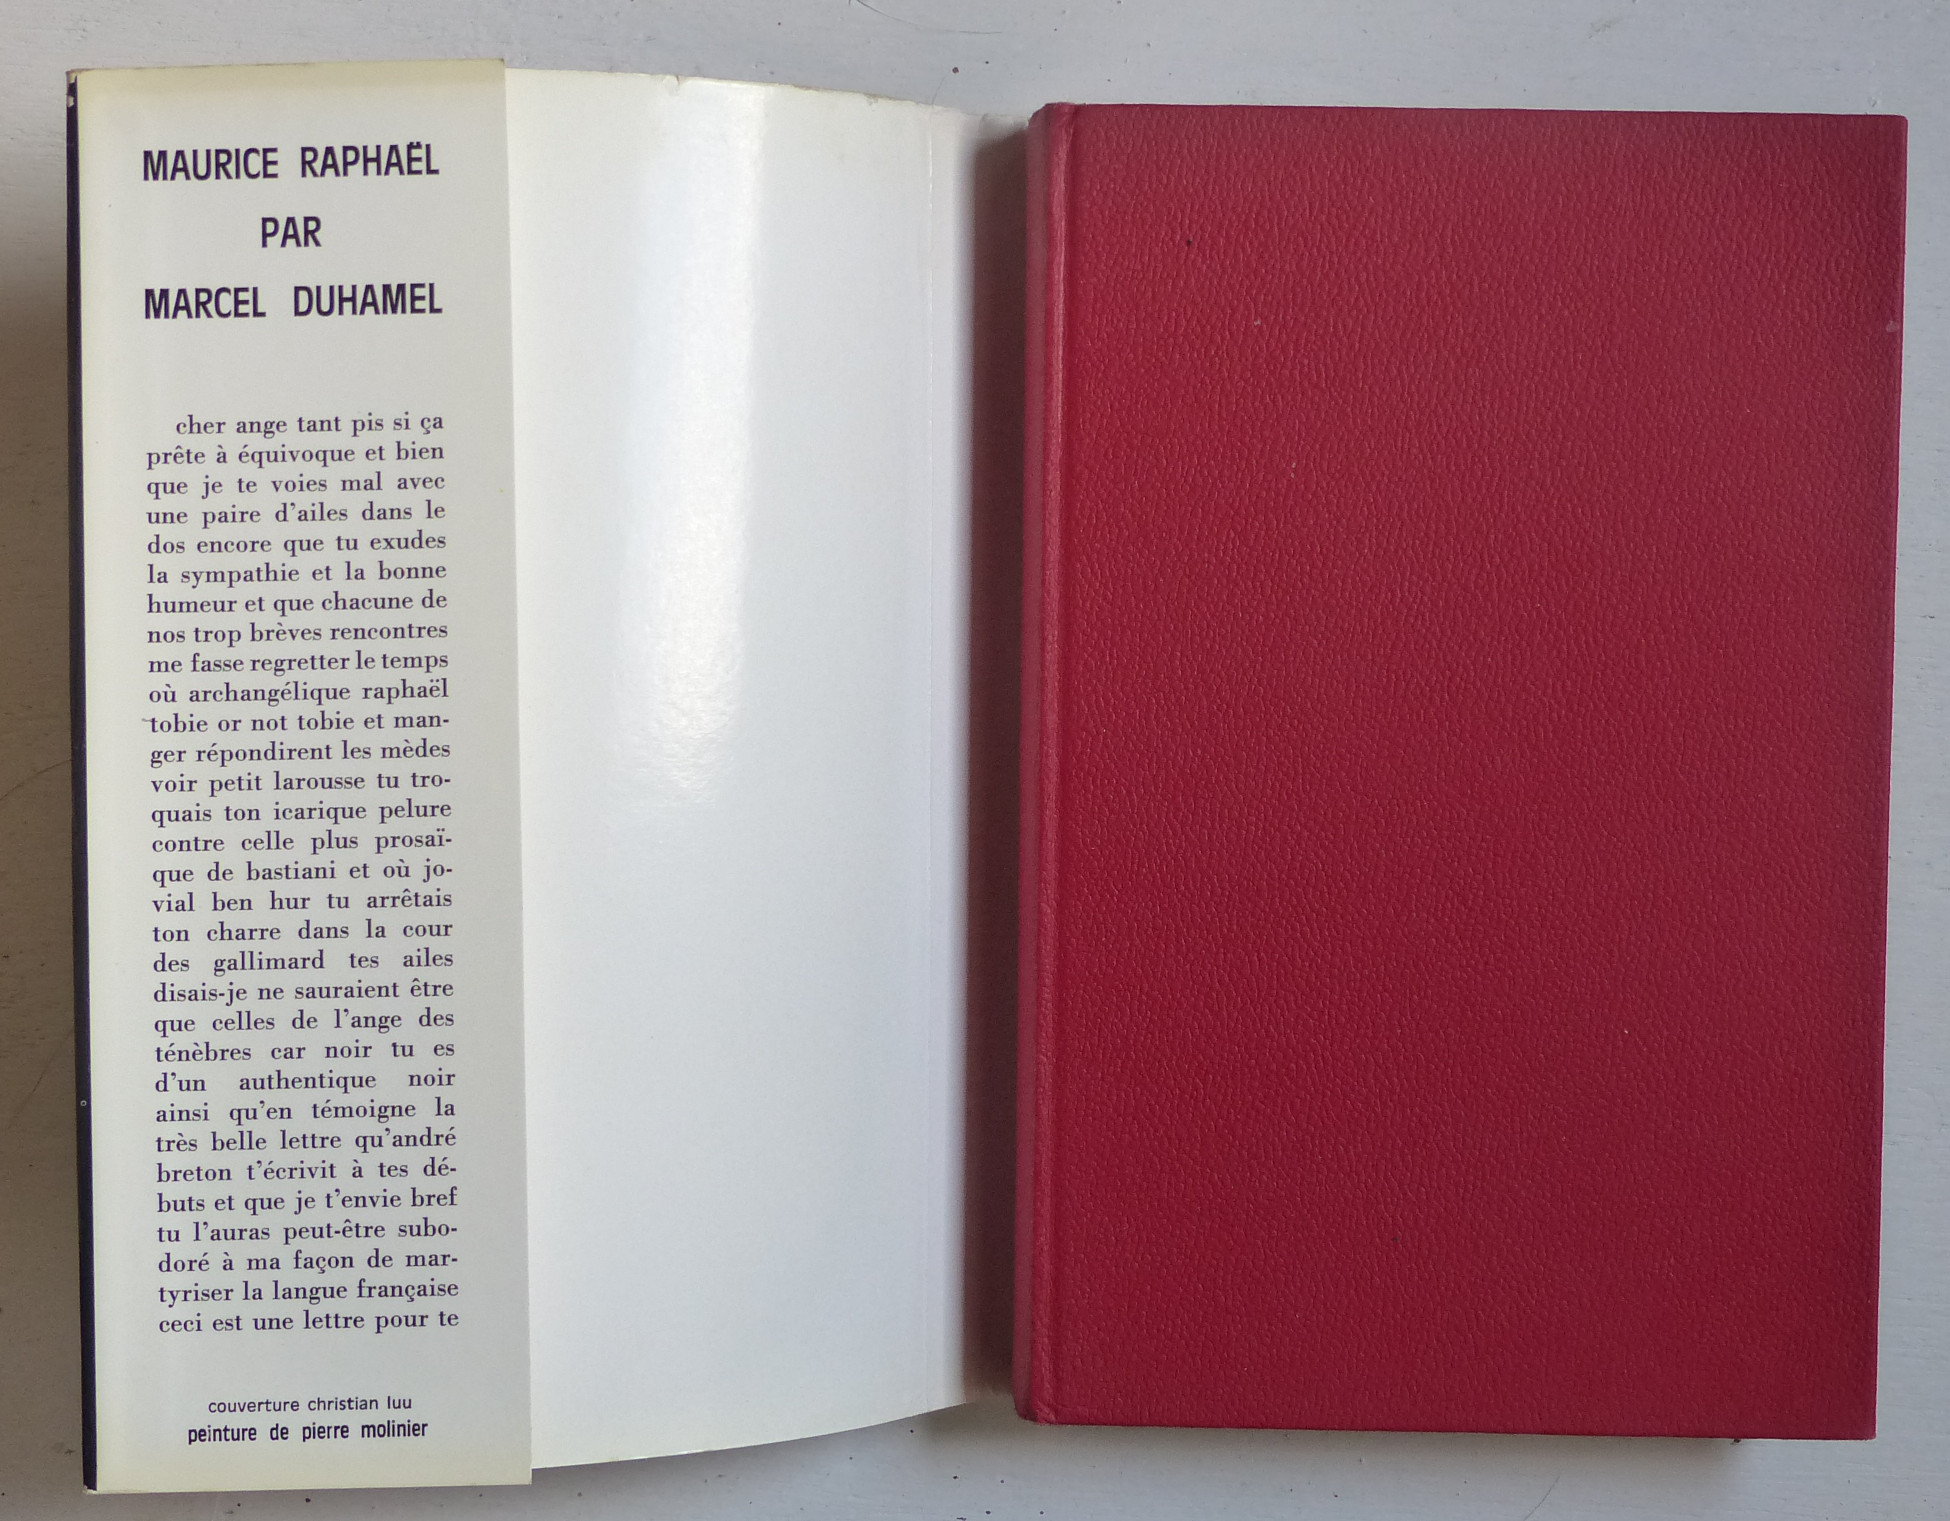 MAURICE RAPHAËL
PAR
MARCEL DUHAMEL
cher ange tant pis si ça
prête à équivoque et bien
que je te voies mal avec
une paire d'ailes dans le
dos encore que tu exudes
la sympathie et la bonne
humeur et que chacune de
nos trop brèves rencontres
me fasse regretter le temps
où archangélique raphaël
tobie or not tobie et man-
ger répondirent les mèdes
voir petit larousse tu tro-
quais ton icarique pelure
contre celle plus prosaï-
que de bastiani et où jo-
vial ben hur tu arrêtais
ton charre dans la cour
des gallimard tes ailes
disais-je ne sauraient être
que celles de l'ange des
ténèbres car noir tu es
d'un authentique noir
ainsi qu'en témoigne la
très belle lettre qu'andré
breton t'écrivit à tes dé-
buts et que je t'envie bref
tu l'auras peut-être subo-
doré à ma façon de mar-
tyriser la langue française
ceci est une lettre pour te
couverture christian luu
peinture de pierre molinier